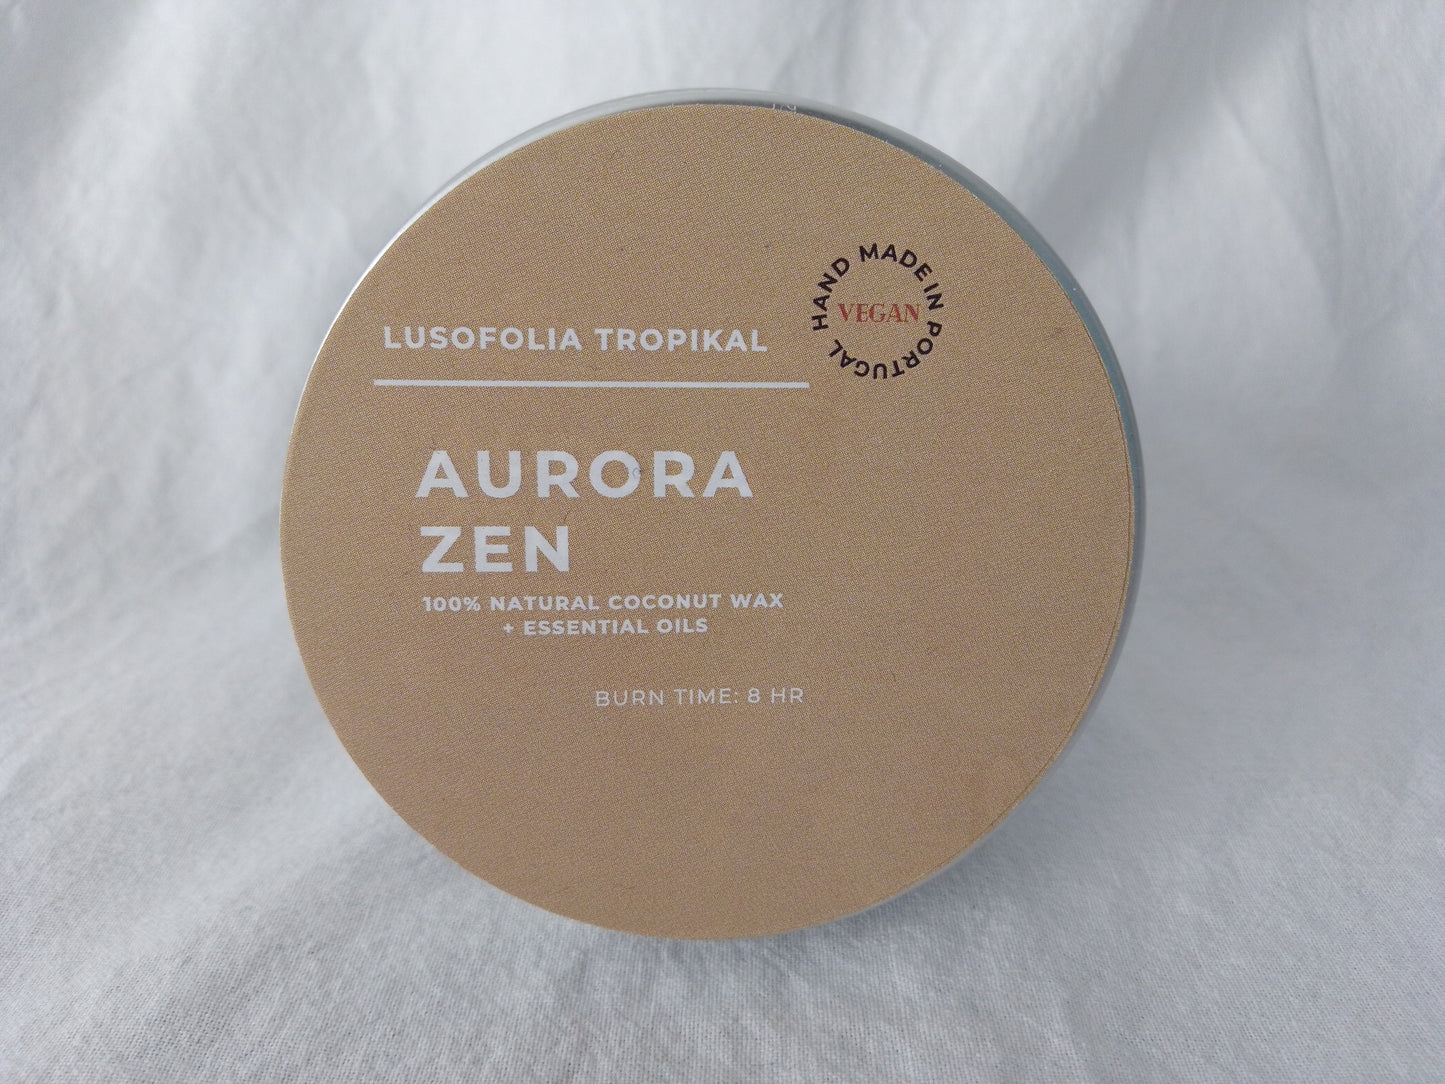 LUSOFOLIA TROPIKAL
HAND MADE IN PORTUGAL
VEGAN
AURORA
ZEN
100% NATURAL COCONUT WAX
+ ESSENTIAL OILS
BURN TIME: 8 HR